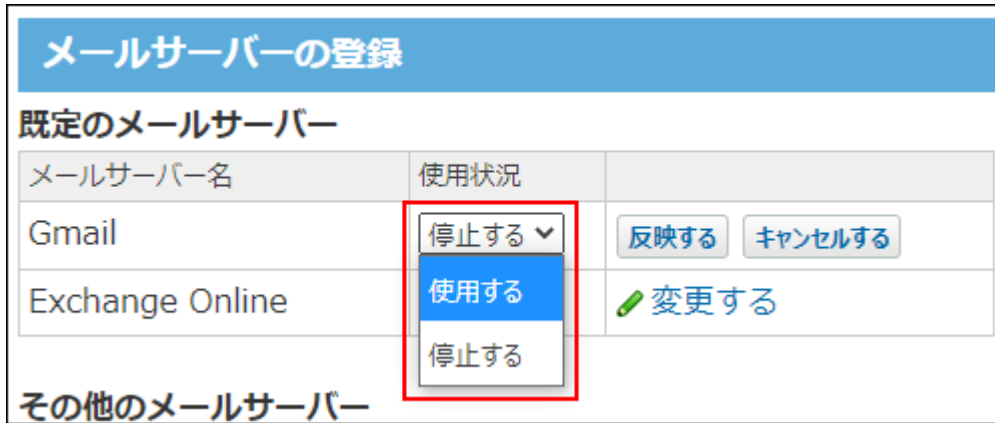 メールサーバーの登録
既定のメールサーバー
メールサーバー名 使用状況
Gmail 停止する 反映する キャンセルする
使用する
Exchange Online 変更する
停止する
その他のメールサーバー